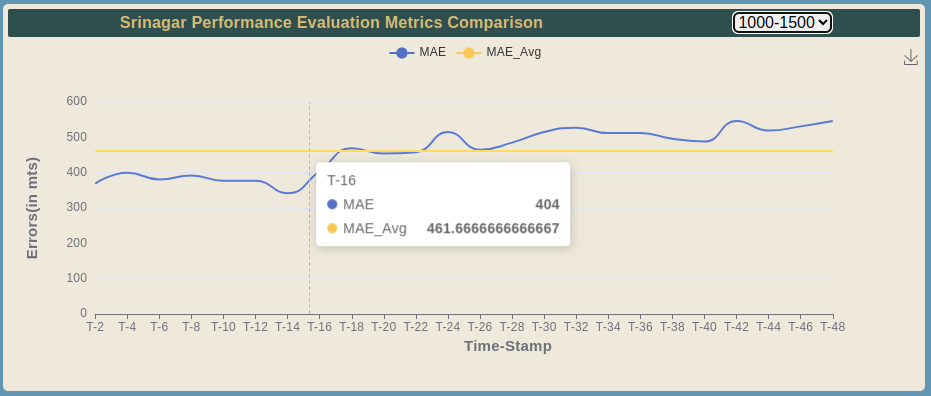 Srinagar Performance Evaluation Metrics Comparison
1000-1500
MAE MAE_Avg
600
500
400
300
200
100
0
Errors(in mts)
T-16
MAE 404
MAE_Avg 461.6666666666667
T-2 T-4 T-6 T-8 T-10 T-12 T-14 T-16 T-18 T-20 T-22 T-24 T-26 T-28 T-30 T-32 T-34 T-36 T-38 T-40 T-42 T-44 T-46 T-48
Time-Stamp